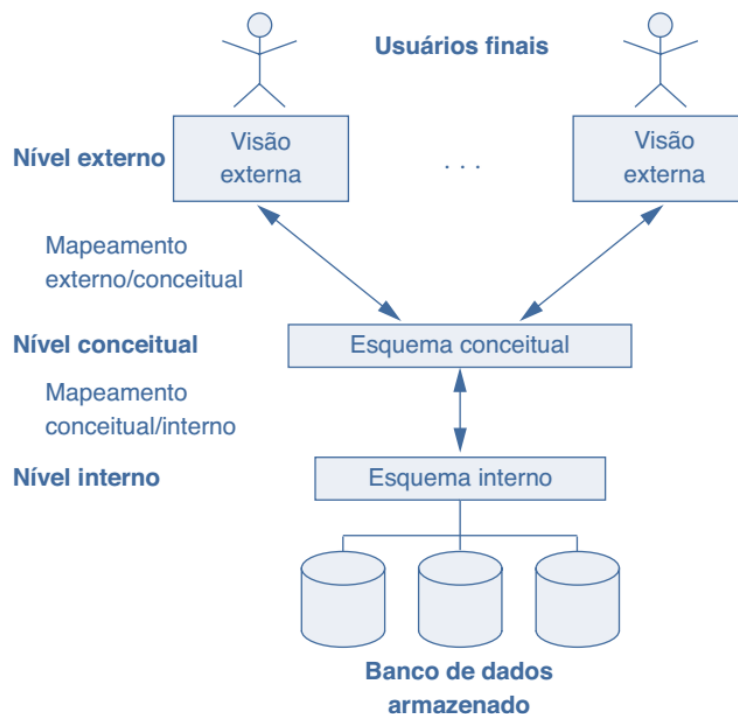 Usuários finais
Nível externo
Visão
externa
. . .
Visão
externa
Mapeamento
externo/conceitual
Nível conceitual
Esquema conceitual
Mapeamento
conceitual/interno
Nível interno
Esquema interno
Banco de dados
armazenado